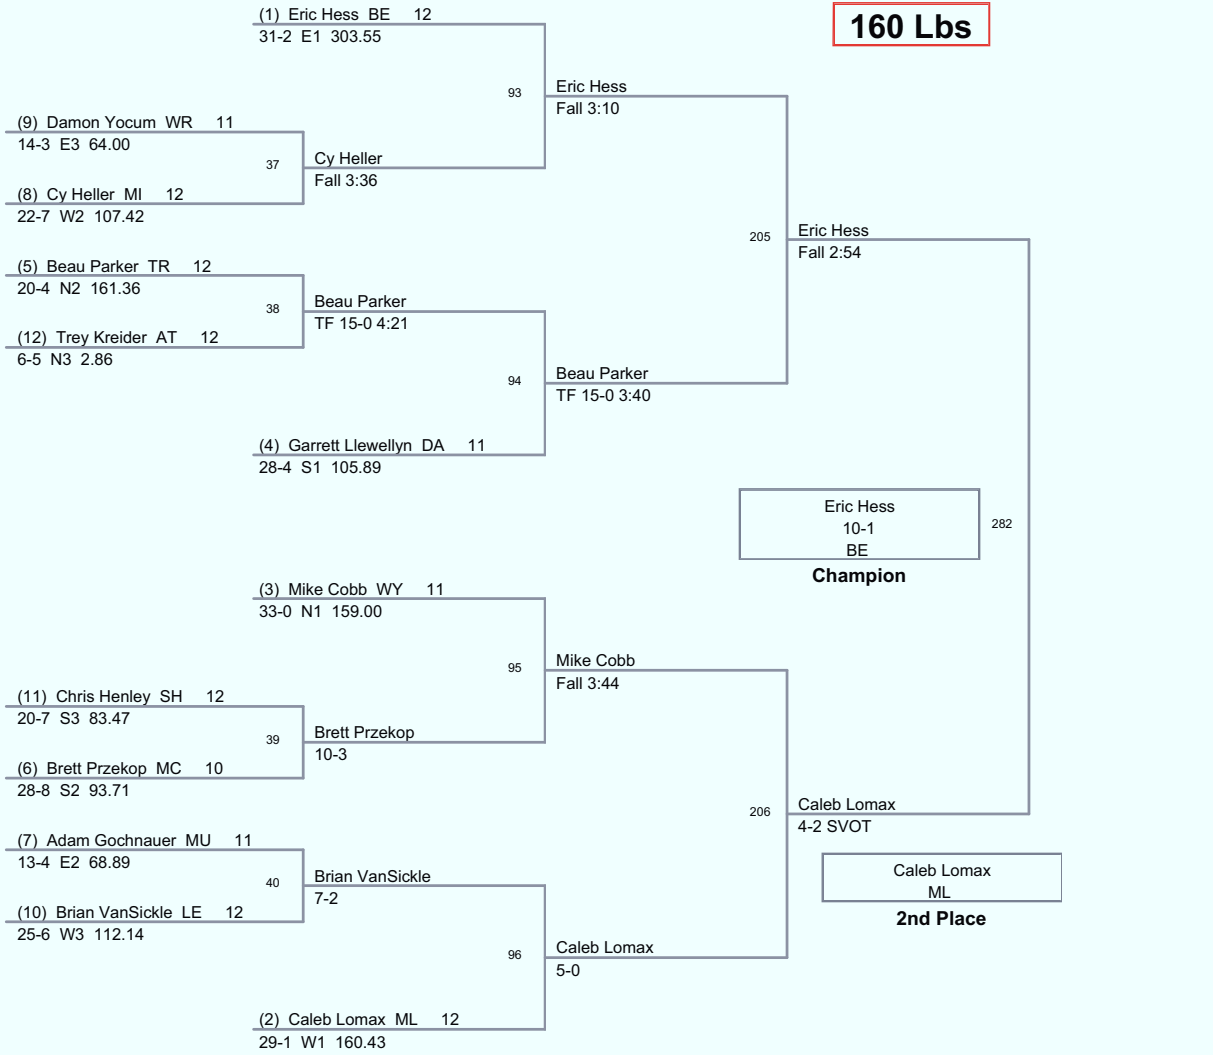 160 Lbs
(1) Eric Hess BE 12
31-2 E1 303.55
93
Eric Hess
Fall 3:10
(9) Damon Yocum WR 11
14-3 E3 64.00
37
Cy Heller
Fall 3:36
(8) Cy Heller MI 12
22-7 W2 107.42
205
Eric Hess
Fall 2:54
(5) Beau Parker TR 12
20-4 N2 161.36
38
Beau Parker
TF 15-0 4:21
(12) Trey Kreider AT 12
6-5 N3 2.86
94
Beau Parker
TF 15-0 3:40
(4) Garrett Llewellyn DA 11
28-4 S1 105.89
Eric Hess
10-1
BE
Champion
282
(3) Mike Cobb WY 11
33-0 N1 159.00
95
Mike Cobb
Fall 3:44
(11) Chris Henley SH 12
20-7 S3 83.47
39
Brett Przekop
10-3
(6) Brett Przekop MC 10
28-8 S2 93.71
206
Caleb Lomax
4-2 SVOT
(7) Adam Gochnauer MU 11
13-4 E2 68.89
40
Brian VanSickle
7-2
(10) Brian VanSickle LE 12
25-6 W3 112.14
Caleb Lomax
ML
2nd Place
96
Caleb Lomax
5-0
(2) Caleb Lomax ML 12
29-1 W1 160.43